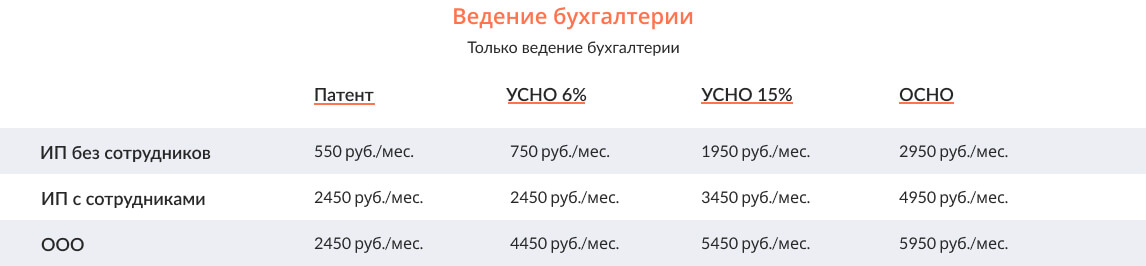 Ведение бухгалтерии
Только ведение бухгалтерии
Патент УСНО 6% УСНО 15% ОСНО
ИП без сотрудников 550 руб./мес. 750 руб./мес. 1950 руб./мес. 2950 руб./мес.
ИП с сотрудниками 2450 руб./мес. 2450 руб./мес. 3450 руб./мес. 4950 руб./мес.
ООО 2450 руб./мес. 4450 руб./мес. 5450 руб./мес. 5950 руб./мес.